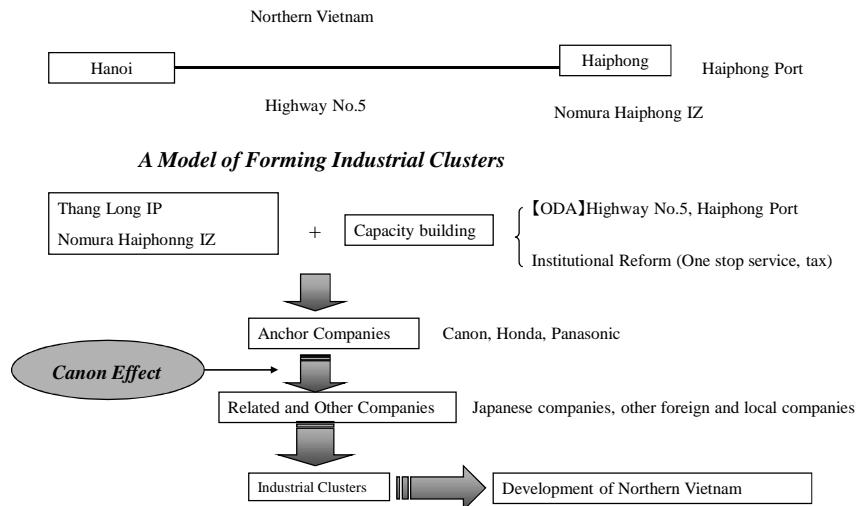 Northern Vietnam
Hanoi
Haiphong
Haiphong Port
Highway No.5
Nomura Haiphong IZ
A Model of Forming Industrial Clusters
Thang Long IP
Nomura Haiphonng IZ
+
Capacity building
【ODA】Highway No.5, Haiphong Port
Institutional Reform (One stop service, tax)
Anchor Companies
Canon, Honda, Panasonic
Canon Effect
Related and Other Companies
Japanese companies, other foreign and local companies
Industrial Clusters
Development of Northern Vietnam